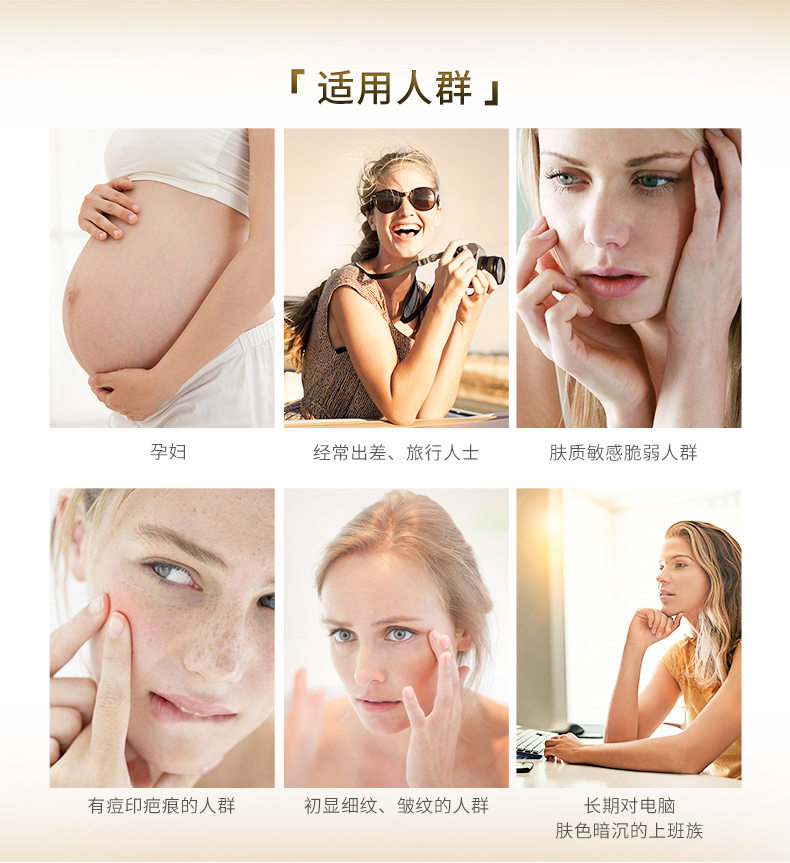 「适用人群」
孕妇
经常出差、旅行人士
肤质敏感脆弱人群
有痘印疤痕的人群
初显细纹、皱纹的人群
长期对电脑
肤色暗沉的上班族